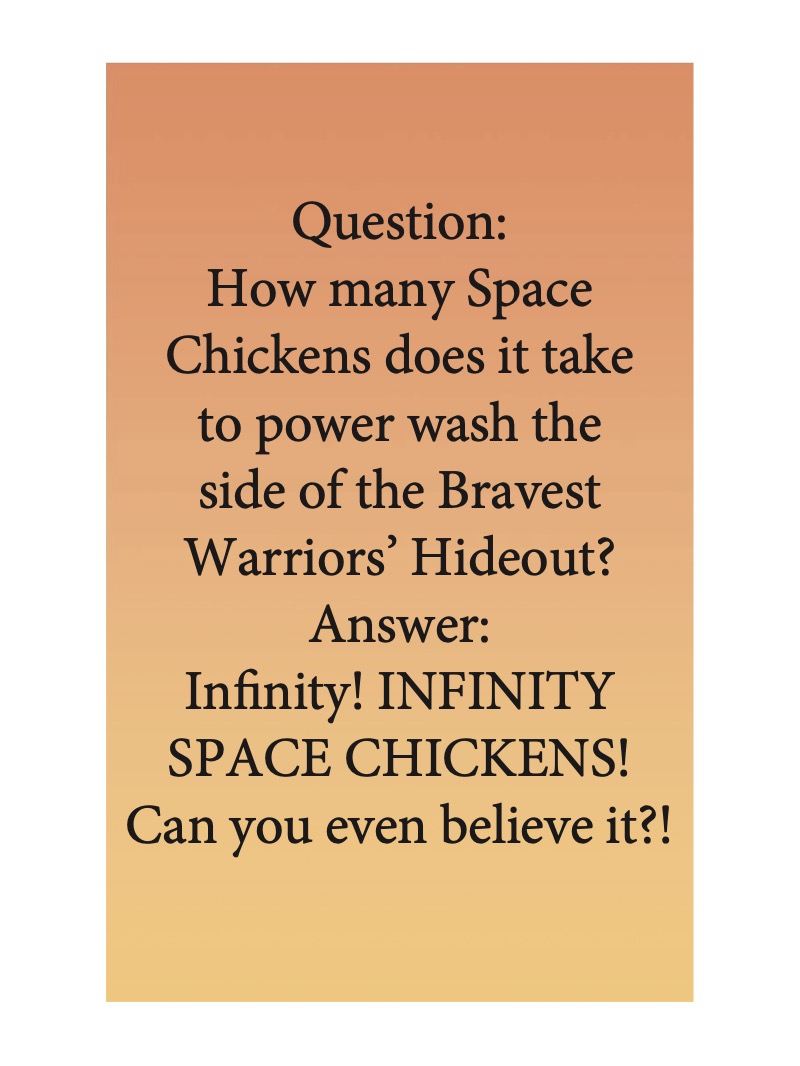 Question:
How many Space
Chickens does it take
to power wash the
side of the Bravest
Warriors’ Hideout?
Answer:
Infinity! INFINITY
SPACE CHICKENS!
Can you even believe it?!